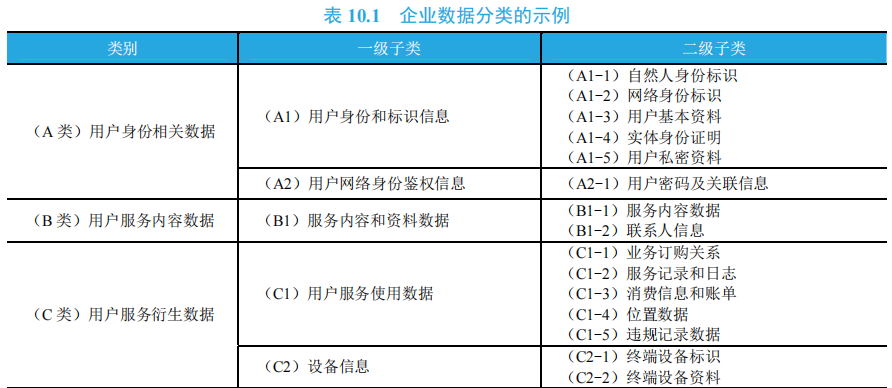 表 10.1 企业数据分类的示例
类别 一级子类 二级子类
（A 类）用户身份相关数据
（A1）用户身份和标识信息
（A1-1）自然人身份标识
（A1-2）网络身份标识
（A1-3）用户基本资料
（A1-4）实体身份证明
（A1-5）用户私密资料
（A2）用户网络身份鉴权信息
（A2-1）用户密码及关联信息
（B 类）用户服务内容数据
（B1）服务内容和资料数据
（B1-1）服务内容数据
（B1-2）联系人信息
（C 类）用户服务衍生数据
（C1）用户服务使用数据
（C1-1）业务订购关系
（C1-2）服务记录和日志
（C1-3）消费信息和账单
（C1-4）位置数据
（C1-5）违规记录数据
（C2）设备信息
（C2-1）终端设备标识
（C2-2）终端设备资料